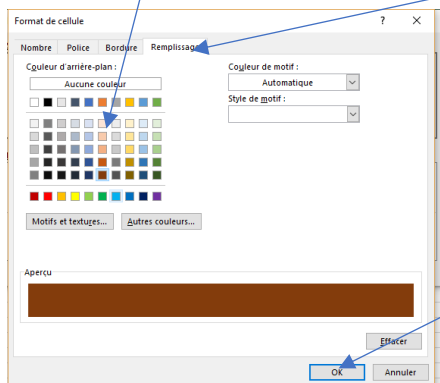 Format de cellule ? ×
Nombre Police Bordure Remplissage
Couleur d'arrière-plan :
Aucune couleur
Couleur de motif :
Automatique
Style de motif :
Motifs et textures... Autres couleurs...
Aperçu
Effacer
OK Annuler